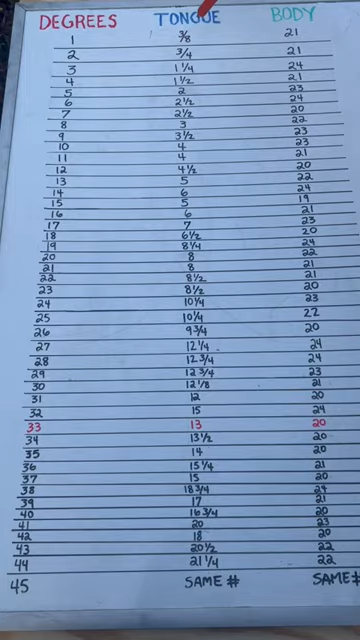 DEGREES TONGUE BODY
1 3/8 21
2 3/4 21
3 1 1/4 24
4 1 1/2 21
5 2 23
6 2 1/2 24
7 2 1/2 20
8 3 22
9 3 1/2 23
10 4 23
11 4 21
12 4 1/2 20
13 5 22
14 6 24
15 5 19
16 6 21
17 7 23
18 6 1/2 20
19 8 1/4 24
20 8 22
21 8 21
22 8 1/2 21
23 8 1/2 20
24 10 1/4 23
25 10 1/4 22
26 9 3/4 20
27 12 1/4 24
28 12 3/4 24
29 12 3/4 23
30 12 1/8 21
31 12 20
32 15 24
33 13 20
34 13 1/2 20
35 14 20
36 15 1/4 21
37 15 20
38 18 3/4 24
39 17 21
40 16 3/4 20
41 20 23
42 18 20
43 20 1/2 22
44 21 1/4 22
45 SAME # SAME #